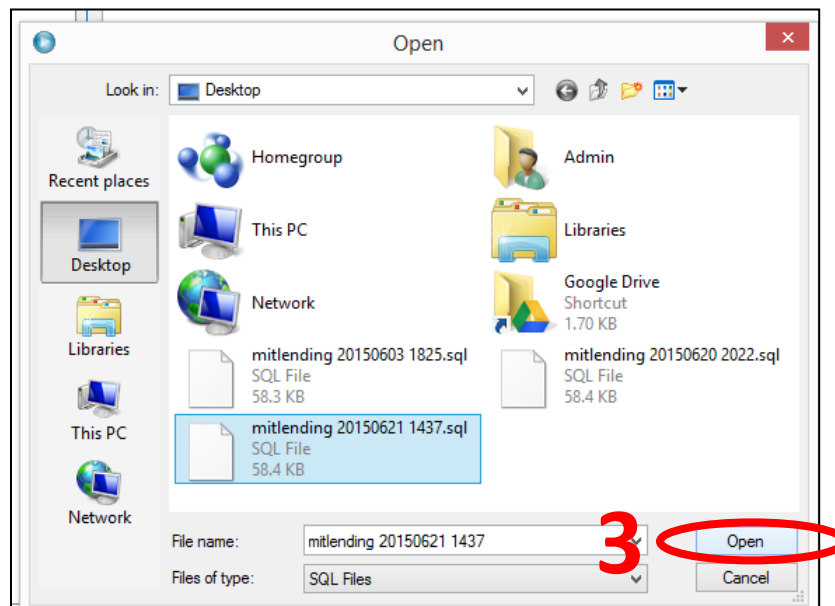 Open
Look in:
Desktop
Recent places
Desktop
Libraries
This PC
Network
Homegroup
Admin
This PC
Libraries
Network
Google Drive
Shortcut
1.70 KB
mitlending 20150603 1825.sql
SQL File
58.3 KB
mitlending 20150620 2022.sql
SQL File
58.4 KB
mitlending 20150621 1437.sql
SQL File
58.4 KB
File name:
mitlending 20150621 1437
3
Open
Files of type:
SQL Files
Cancel